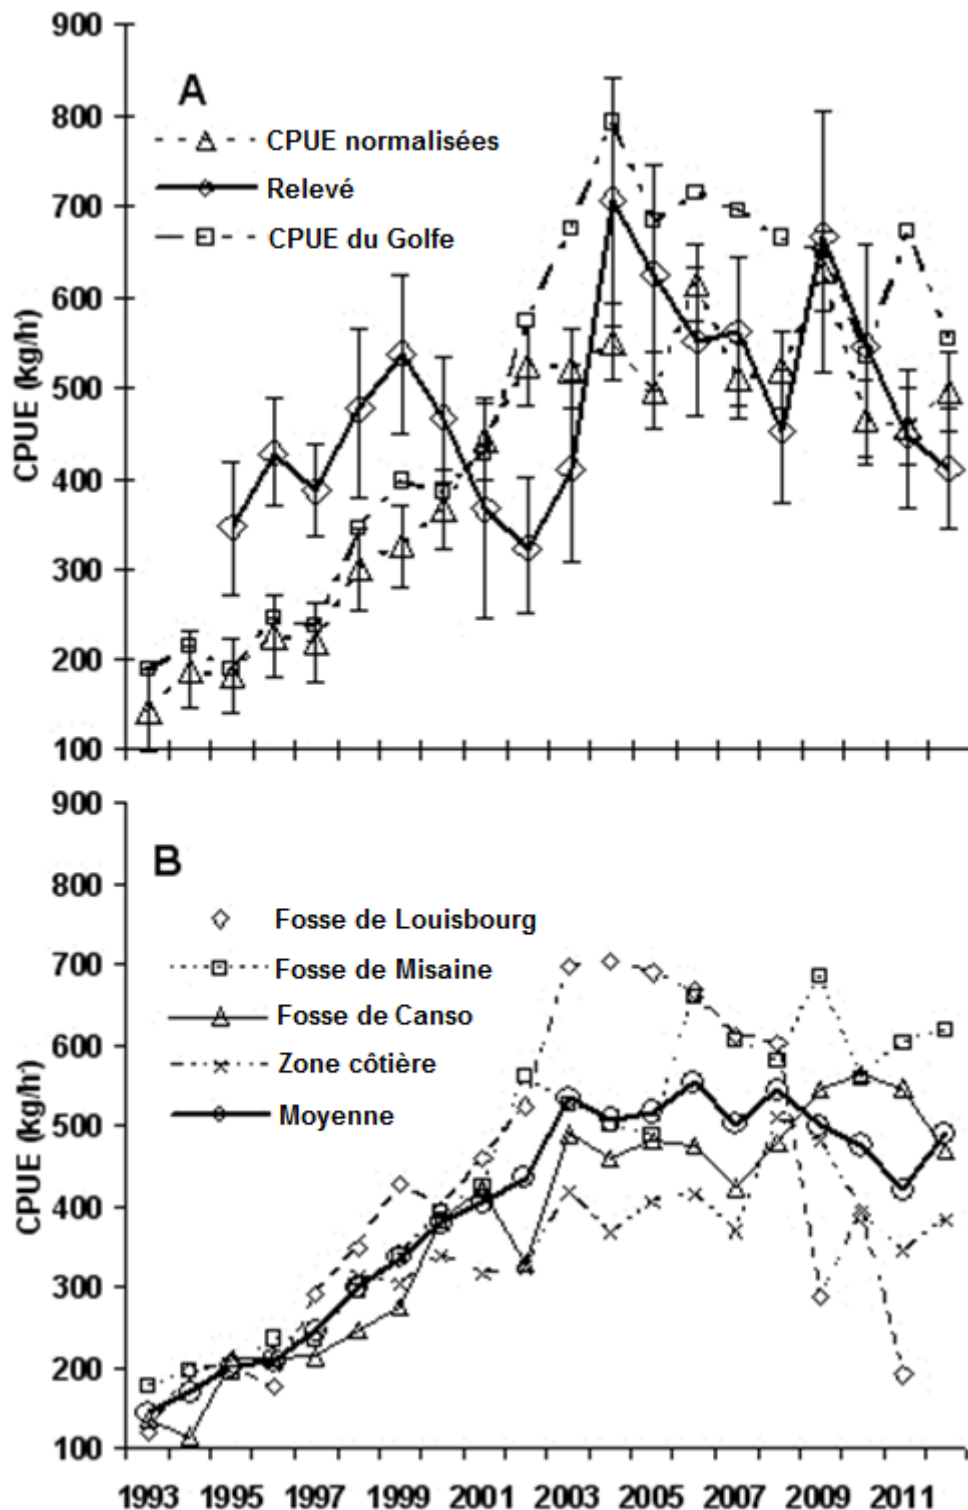 900
800
700
600
500
400
300
200
100
CPUE (kg/h)
A
CPUE normalisées
Relevé
CPUE du Golfe
900
800
700
600
500
400
300
200
100
CPUE (kg/h)
B
Fosse de Louisbourg
Fosse de Misaine
Fosse de Canso
Zone côtière
Moyenne
1993 1995 1997 1999 2001 2003 2005 2007 2009 2011